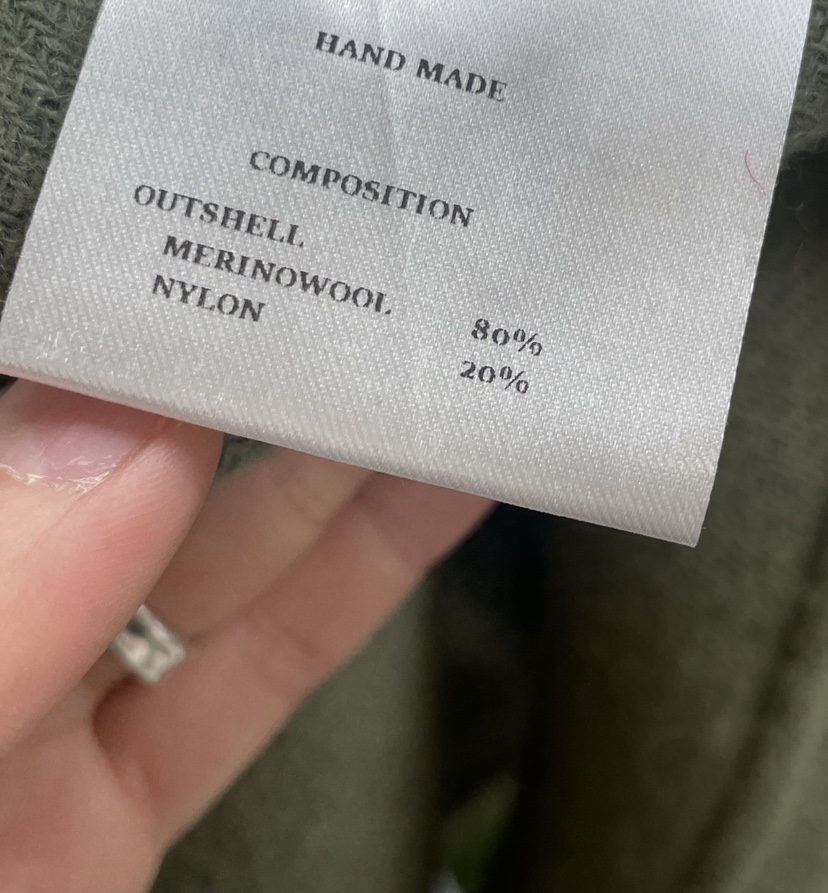 HAND MADE
COMPOSITION
OUTSHELL
MERINOWOOL 80%
NYLON 20%